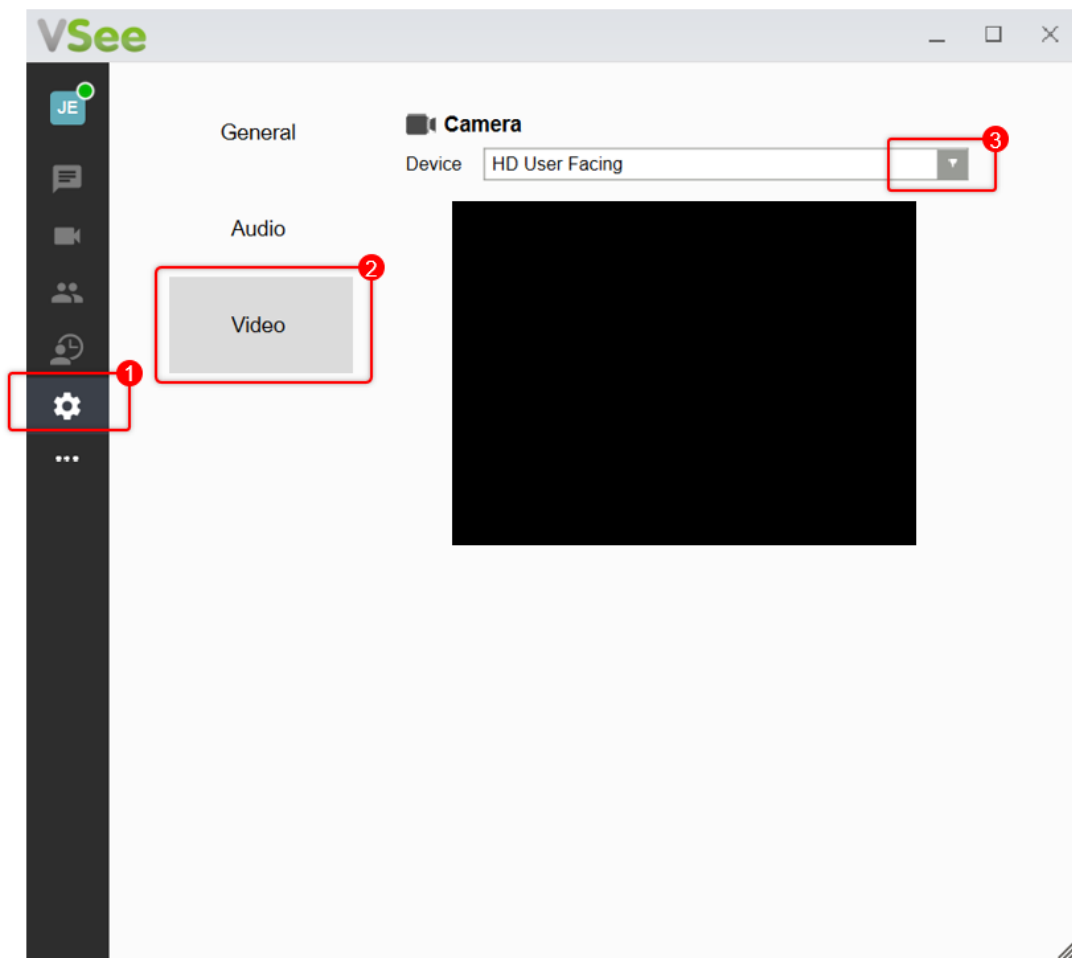 VSee
JE
General
Camera
3
Device HD User Facing
Audio
2
Video
1